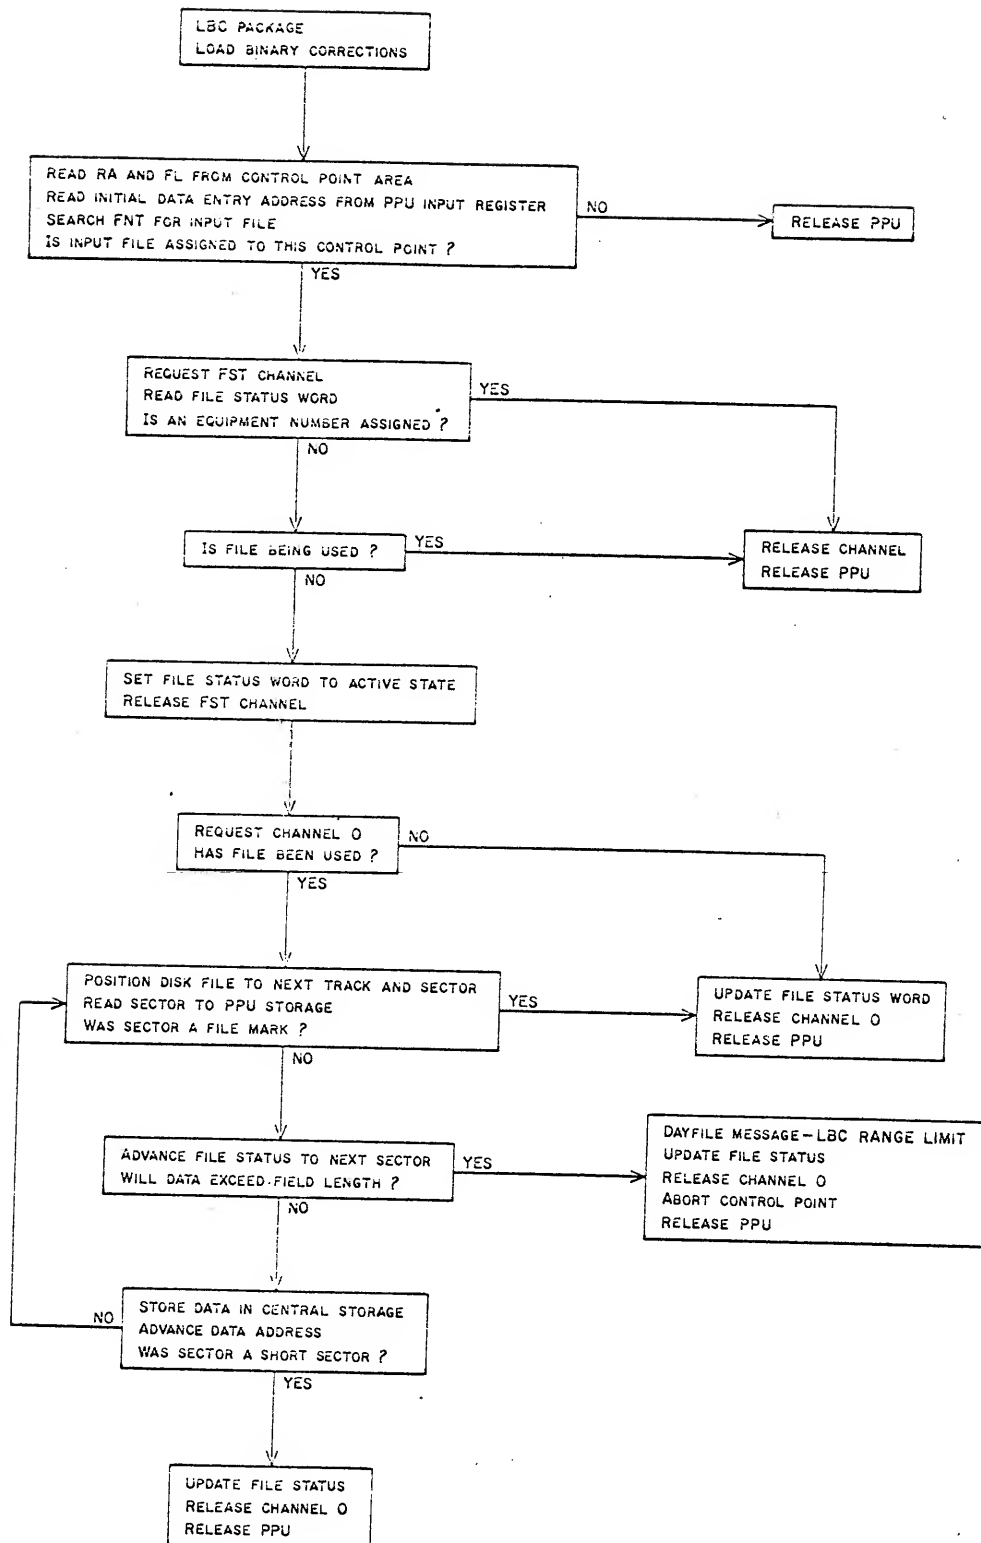 LBC PACKAGE
LOAD BINARY CORRECTIONS
READ RA AND FL FROM CONTROL POINT AREA
READ INITIAL DATA ENTRY ADDRESS FROM PPU INPUT REGISTER
SEARCH FNT FOR INPUT FILE
IS INPUT FILE ASSIGNED TO THIS CONTROL POINT ?
NO
RELEASE PPU
YES
REQUEST FST CHANNEL
READ FILE STATUS WORD
IS AN EQUIPMENT NUMBER ASSIGNED ?
YES
NO
IS FILE BEING USED ?
YES
RELEASE CHANNEL
RELEASE PPU
NO
SET FILE STATUS WORD TO ACTIVE STATE
RELEASE FST CHANNEL
REQUEST CHANNEL 0
HAS FILE BEEN USED ?
NO
YES
POSITION DISK FILE TO NEXT TRACK AND SECTOR
READ SECTOR TO PPU STORAGE
WAS SECTOR A FILE MARK ?
YES
UPDATE FILE STATUS WORD
RELEASE CHANNEL 0
RELEASE PPU
NO
ADVANCE FILE STATUS TO NEXT SECTOR
WILL DATA EXCEED FIELD LENGTH ?
YES
DAYFILE MESSAGE-LBC RANGE LIMIT
UPDATE FILE STATUS
RELEASE CHANNEL 0
ABORT CONTROL POINT
RELEASE PPU
NO
STORE DATA IN CENTRAL STORAGE
ADVANCE DATA ADDRESS
WAS SECTOR A SHORT SECTOR ?
NO
YES
UPDATE FILE STATUS
RELEASE CHANNEL 0
RELEASE PPU